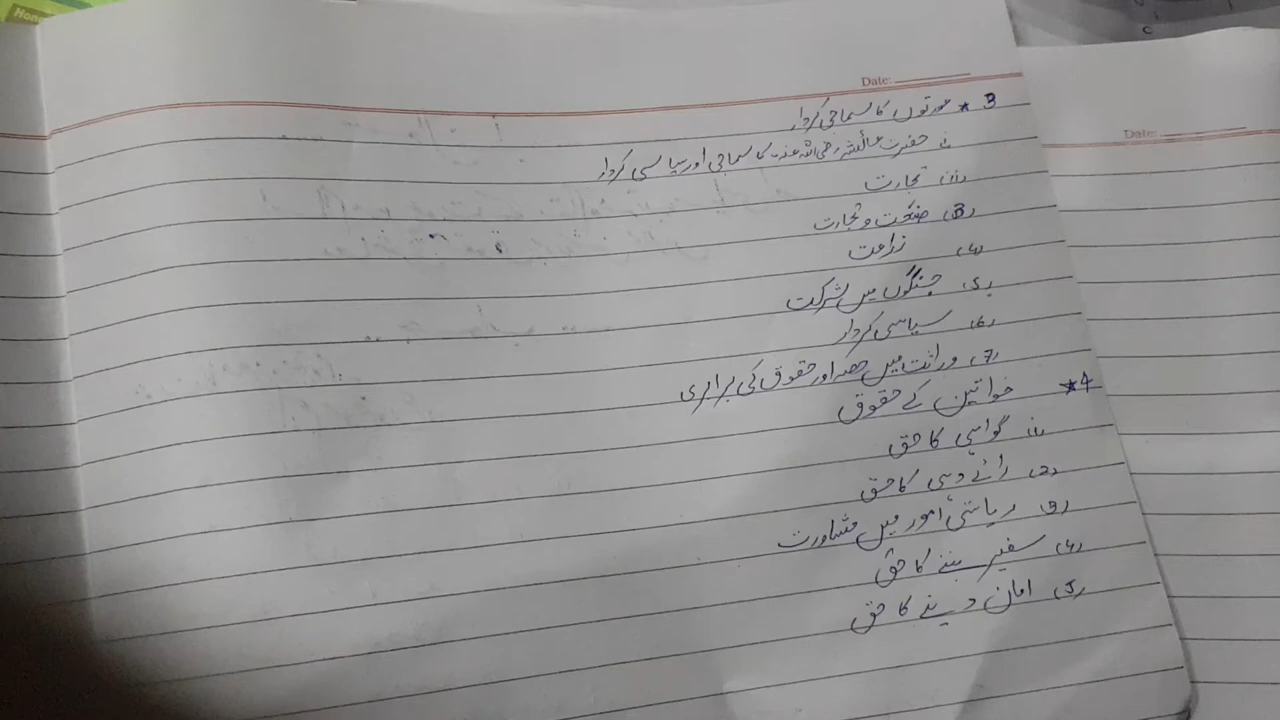 Date:
3 * عورتوں کا سماجی کردار
حضرت عائشہ رضی اللہ عنہ کا سماجی اور سیاسی کردار
تجارت
(3) صنعت و تجارت
(4) زراعت
(5) جنگوں میں شرکت
(6) سیاسی کردار
(7) وراثت میں حصہ اور حقوق کی برابری
4* خواتین کے حقوق
(1) گواہی کا حق
(2) رائے دہی کا حق
(3) ریاستی امور میں مشاورت
(4) سفیر بننے کا حق
(5) امان دینے کا حق
Date: